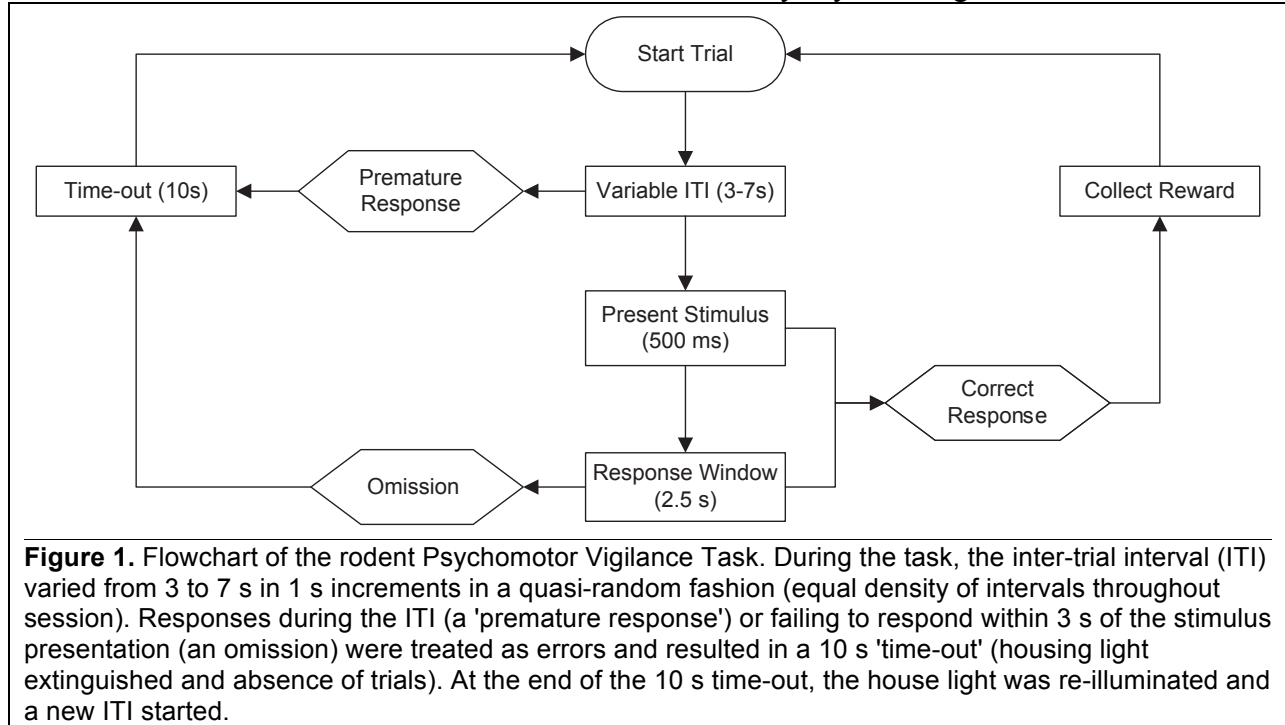 Start Trial
Time-out (10s)
Premature
Response
Variable ITI (3-7s)
Collect Reward
Present Stimulus
(500 ms)
Correct
Response
Omission
Response Window
(2.5 s)
Figure 1. Flowchart of the rodent Psychomotor Vigilance Task. During the task, the inter-trial interval (ITI)
varied from 3 to 7 s in 1 s increments in a quasi-random fashion (equal density of intervals throughout
session). Responses during the ITI (a 'premature response') or failing to respond within 3 s of the stimulus
presentation (an omission) were treated as errors and resulted in a 10 s 'time-out' (housing light
extinguished and absence of trials). At the end of the 10 s time-out, the house light was re-illuminated and
a new ITI started.